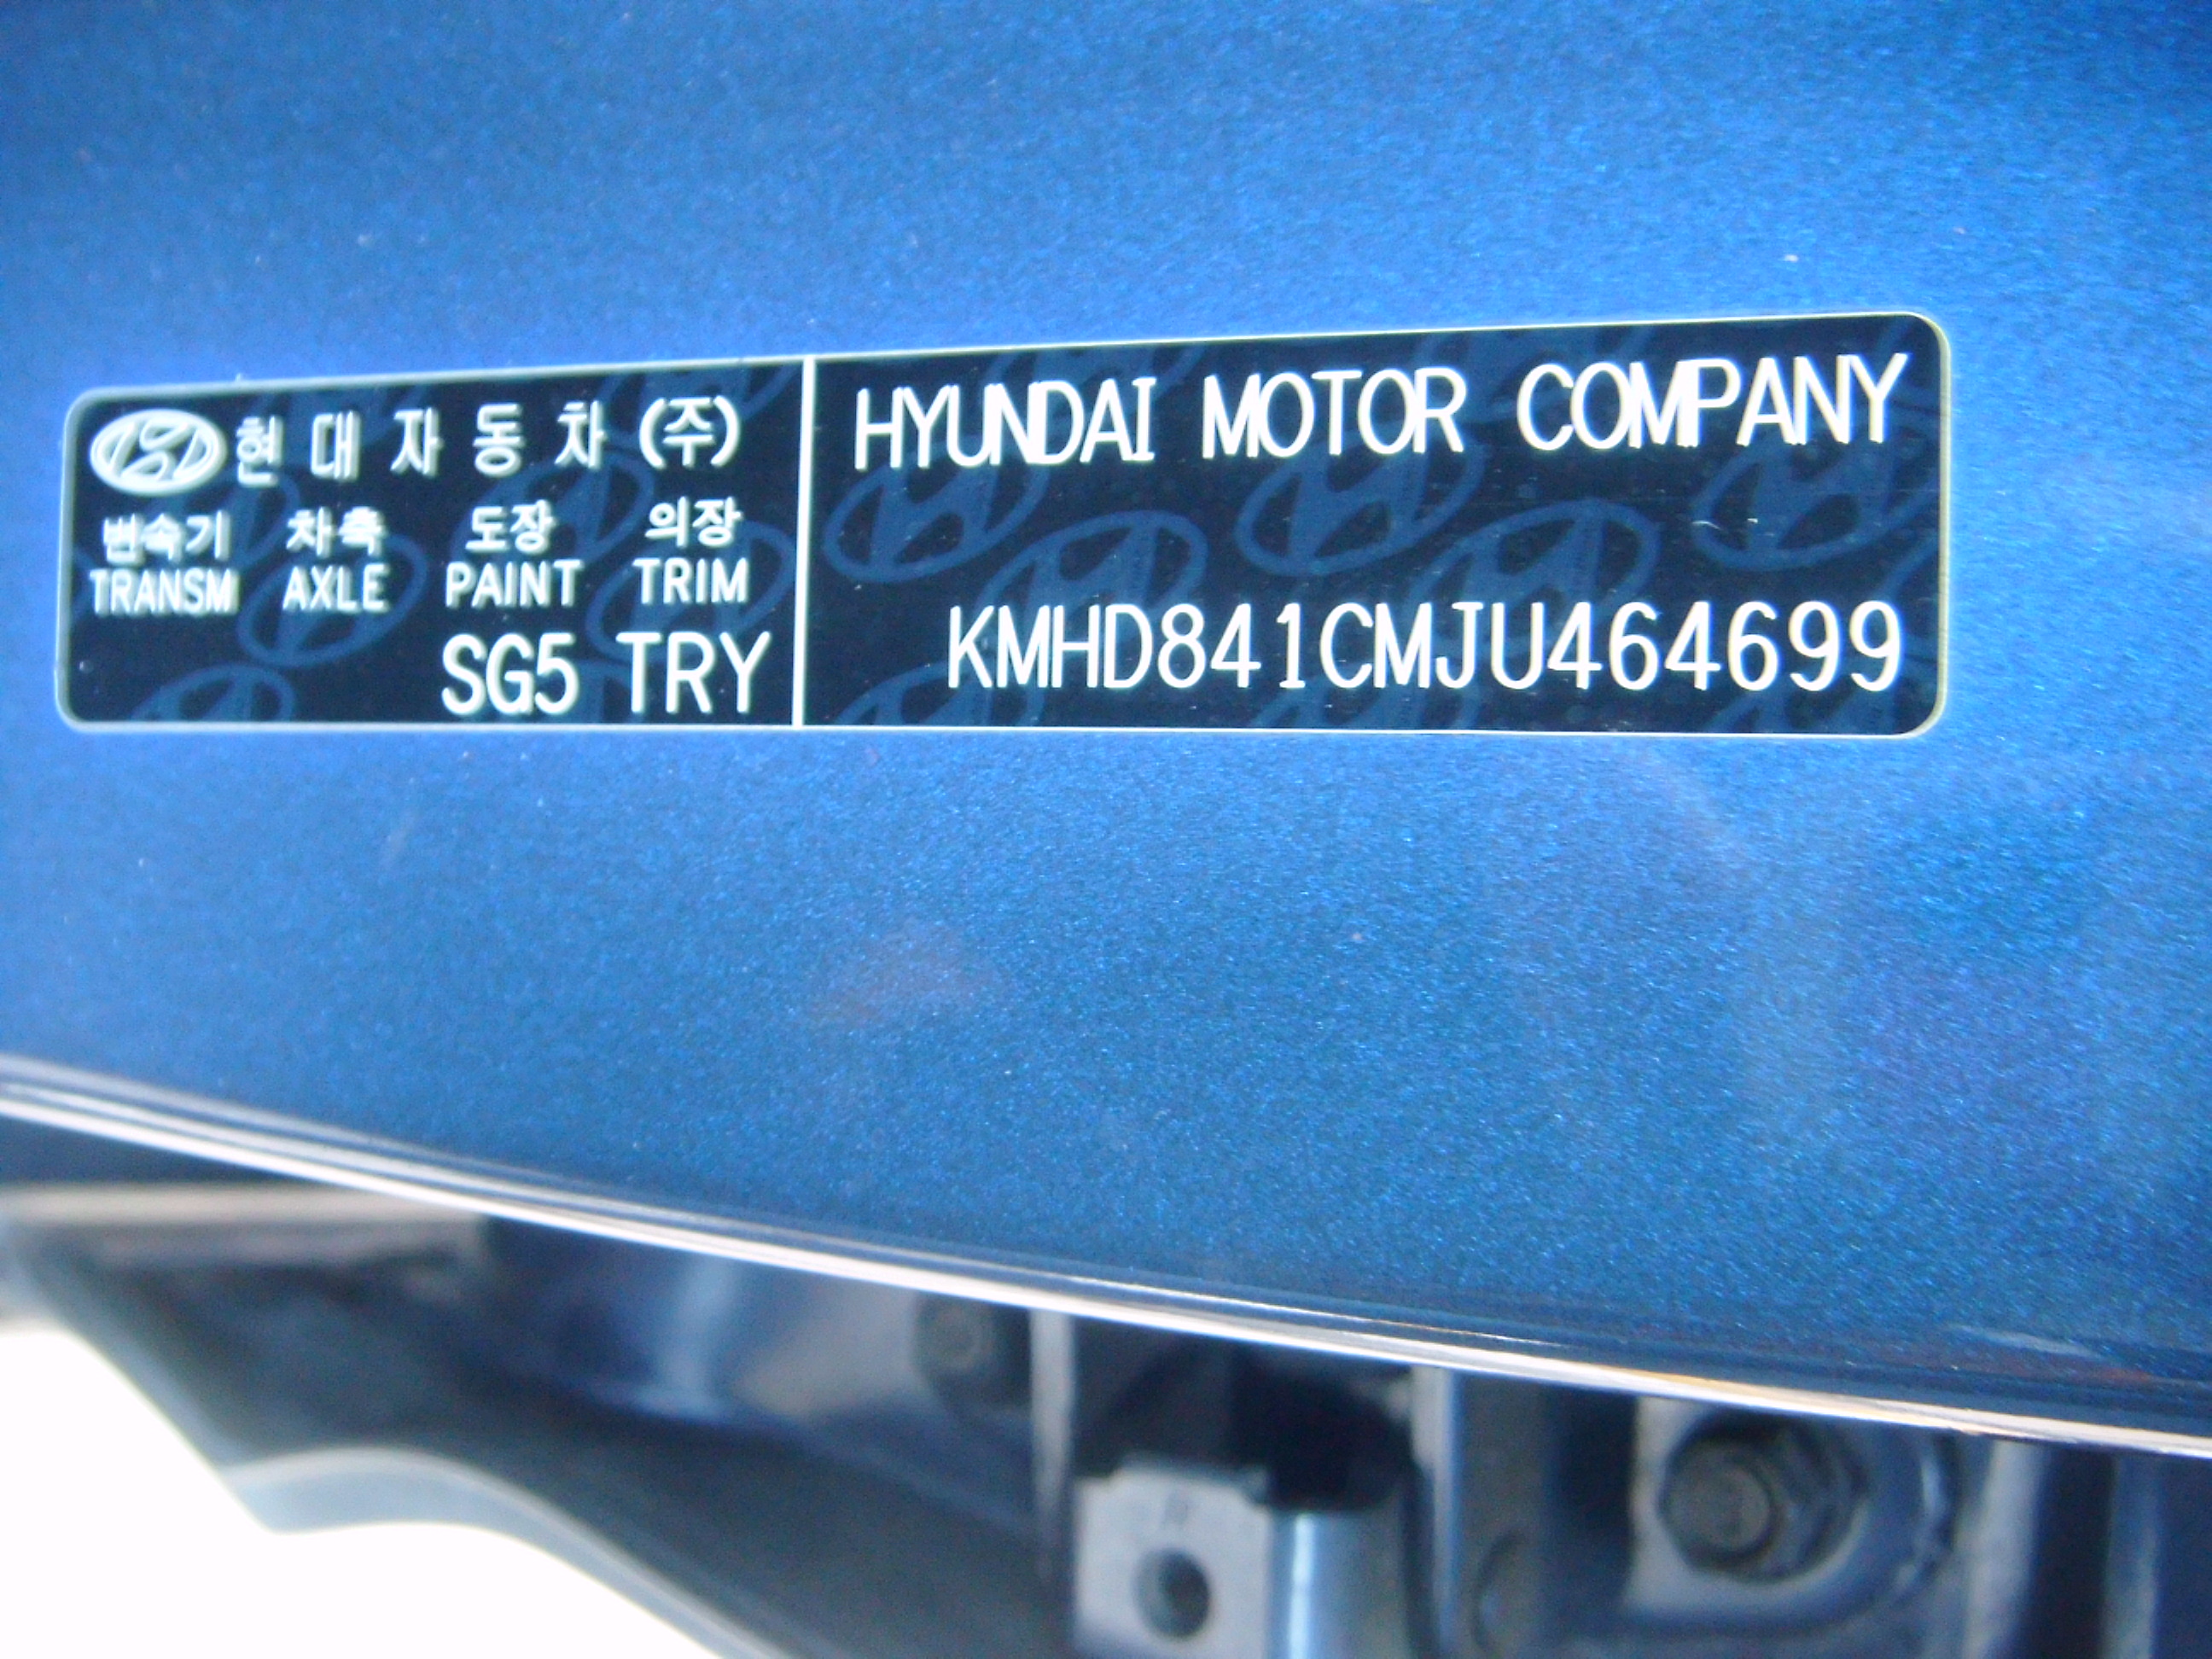 현대자동차(주)
변속기 차축 도장 의장
TRANSM AXLE PAINT TRIM
SG5 TRY
HYUNDAI MOTOR COMPANY
KMHD841CMJU464699